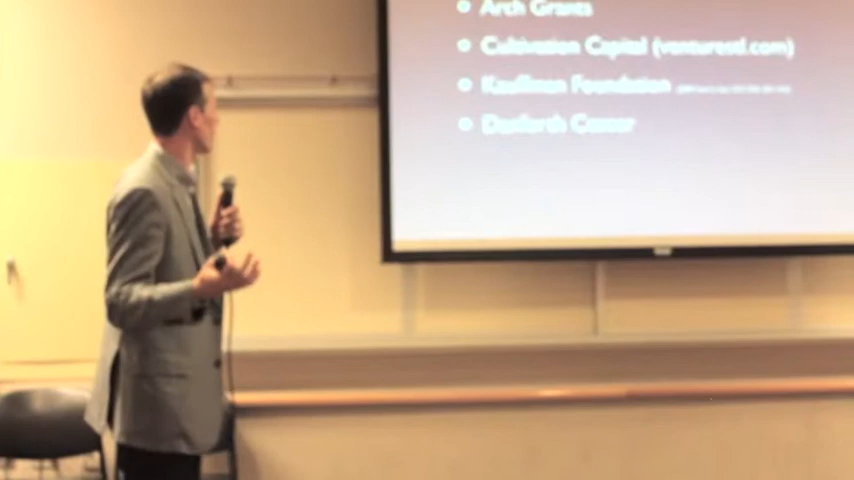 Arch Grants
Cultivation Capital (venturestl.com)
Kauffman Foundation
Danforth Center